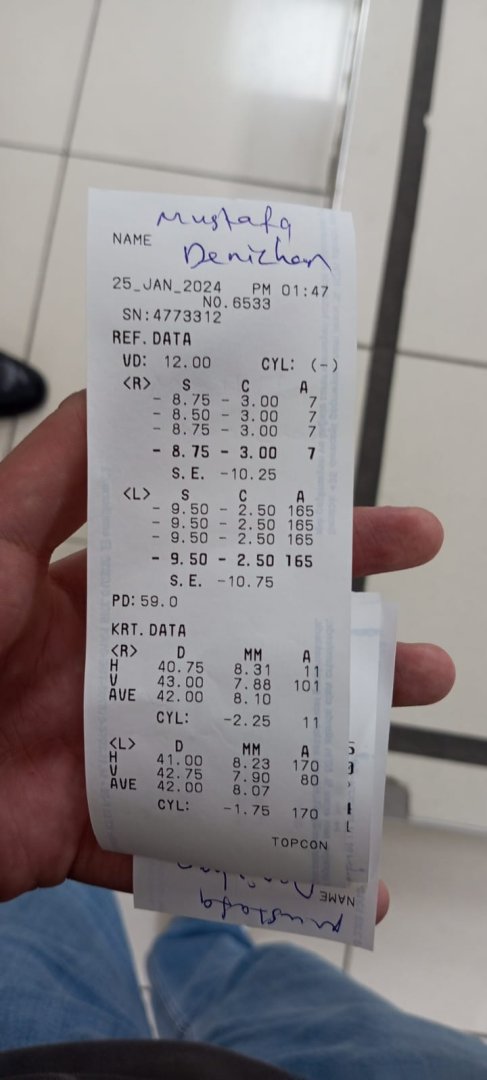 Mustafa
NAME Denizhan
25_JAN_2024 PM 01:47
NO.6533
SN:4773312
REF.DATA
VD: 12.00 CYL: (-)
<R> S C A
- 8.75 - 3.00 7
- 8.50 - 3.00 7
- 8.75 - 3.00 7
- 8.75 - 3.00 7
S.E. -10.25
<L> S C A
- 9.50 - 2.50 165
- 9.50 - 2.50 165
- 9.50 - 2.50 165
- 9.50 - 2.50 165
S.E. -10.75
PD:59.0
KRT.DATA
<R> D MM A
H 40.75 8.31 11
V 43.00 7.88 101
AVE 42.00 8.10
CYL: -2.25 11
<L> D MM A
H 41.00 8.23 170
V 42.75 7.90 80
AVE 42.00 8.07
CYL: -1.75 170
TOPCON
NAME
Mustafa